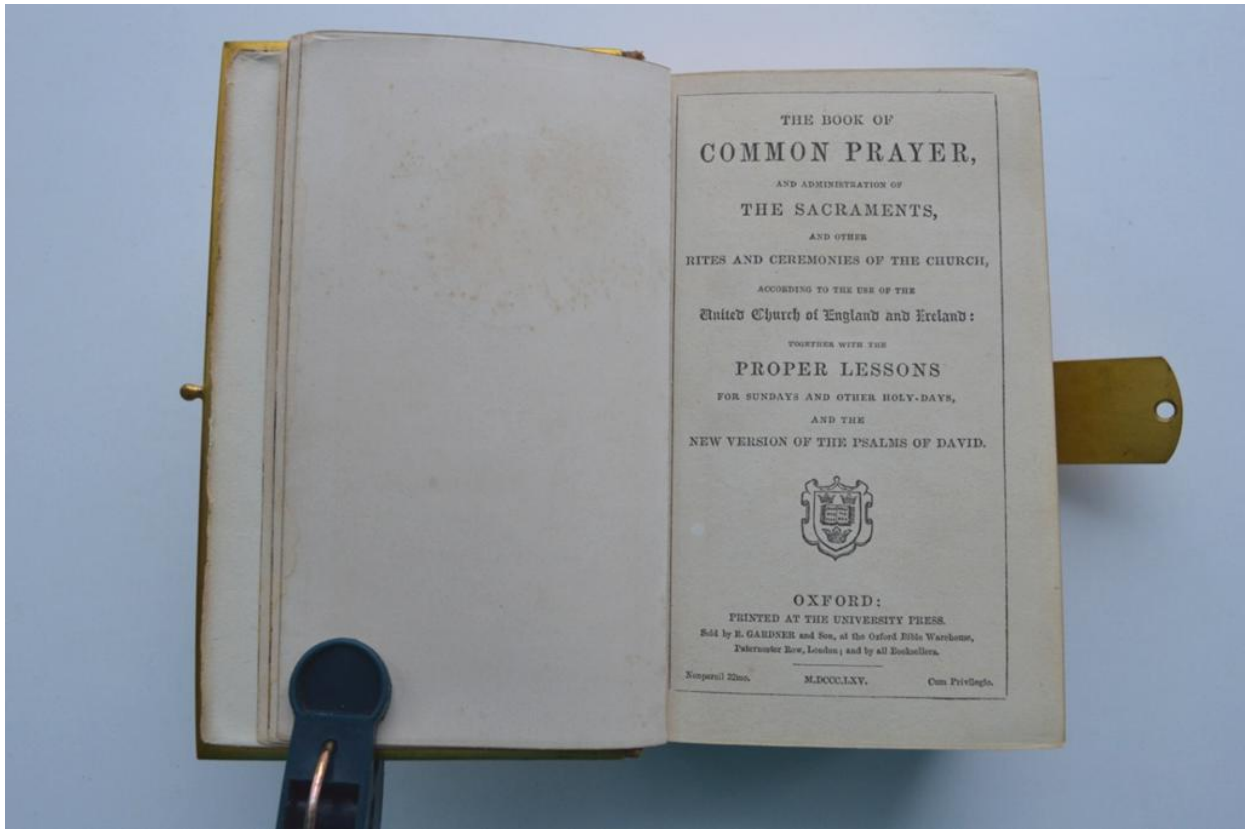 THE BOOK OF
COMMON PRAYER,
AND ADMINISTRATION OF
THE SACRAMENTS,
AND OTHER
RITES AND CEREMONIES OF THE CHURCH,
ACCORDING TO THE USE OF THE
United Church of England and Ireland:
TOGETHER WITH THE
PROPER LESSONS
FOR SUNDAYS AND OTHER HOLY-DAYS,
AND THE
NEW VERSION OF THE PSALMS OF DAVID.
OXFORD:
PRINTED AT THE UNIVERSITY PRESS.
Sold by E. GARDNER and Son, at the Oxford Bible Warehouse,
Paternoster Row, London; and by all Booksellers.
Nonpareil 32mo. M.DCCC.LXV. Cum Privilegio.